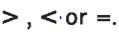 > , < or =.